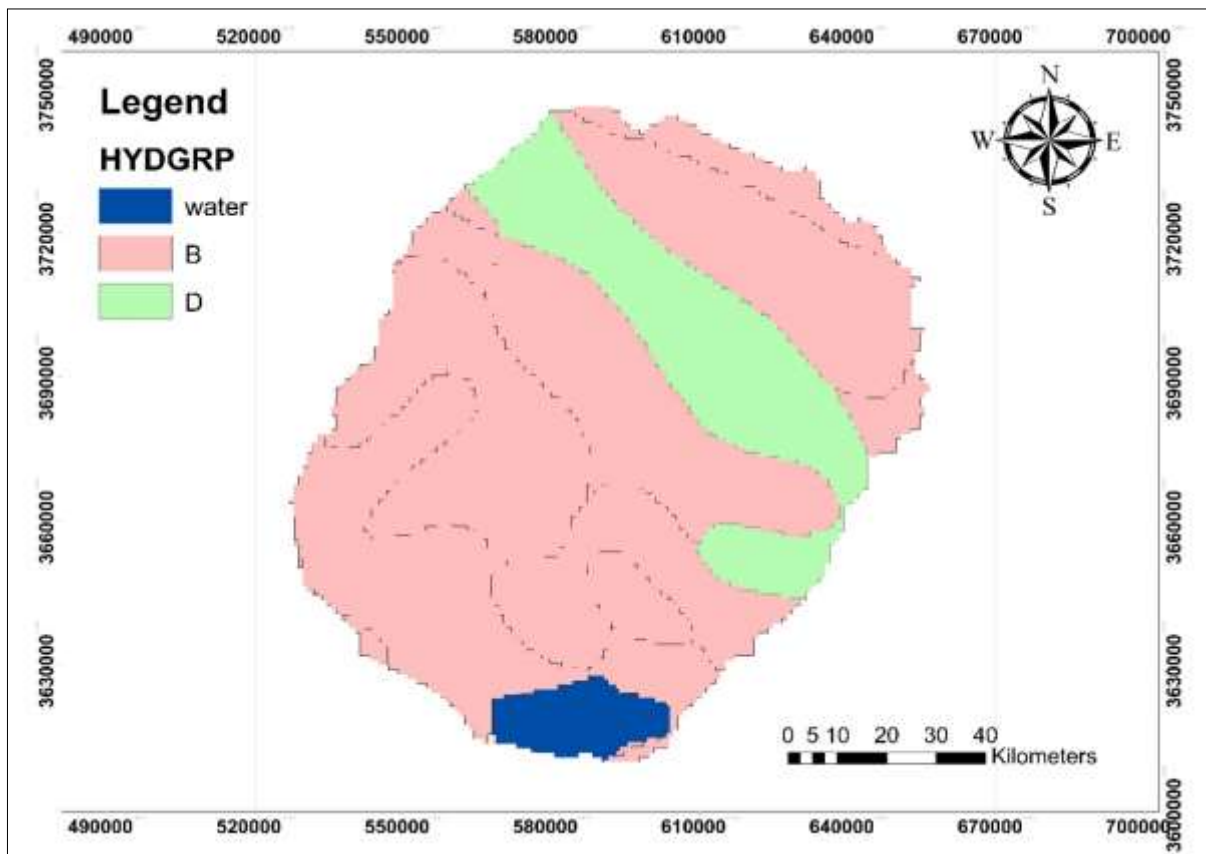 490000 520000 550000 580000 610000 640000 670000 700000
Legend
HYDGRP
water
B
D
N
W E
S
3750000 3750000
3720000 3720000
3690000 3690000
3660000 3660000
3630000 3630000
3600000
0 5 10 20 30 40
Kilometers
490000 520000 550000 580000 610000 640000 670000 700000